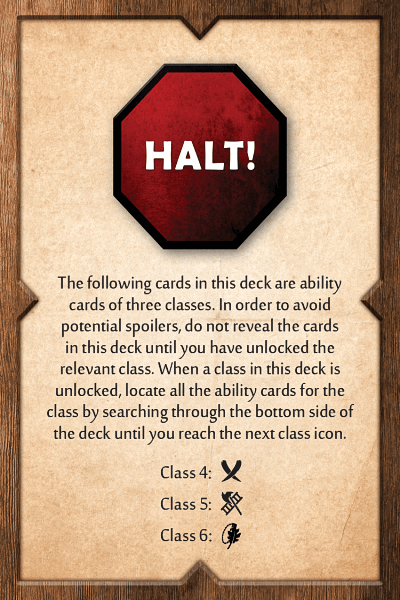 HALT!
The following cards in this deck are ability
cards of three classes. In order to avoid
potential spoilers, do not reveal the cards
in this deck until you have unlocked the
relevant class. When a class in this deck is
unlocked, locate all the ability cards for the
class by searching through the bottom side of
the deck until you reach the next class icon.
Class 4:
Class 5:
Class 6: